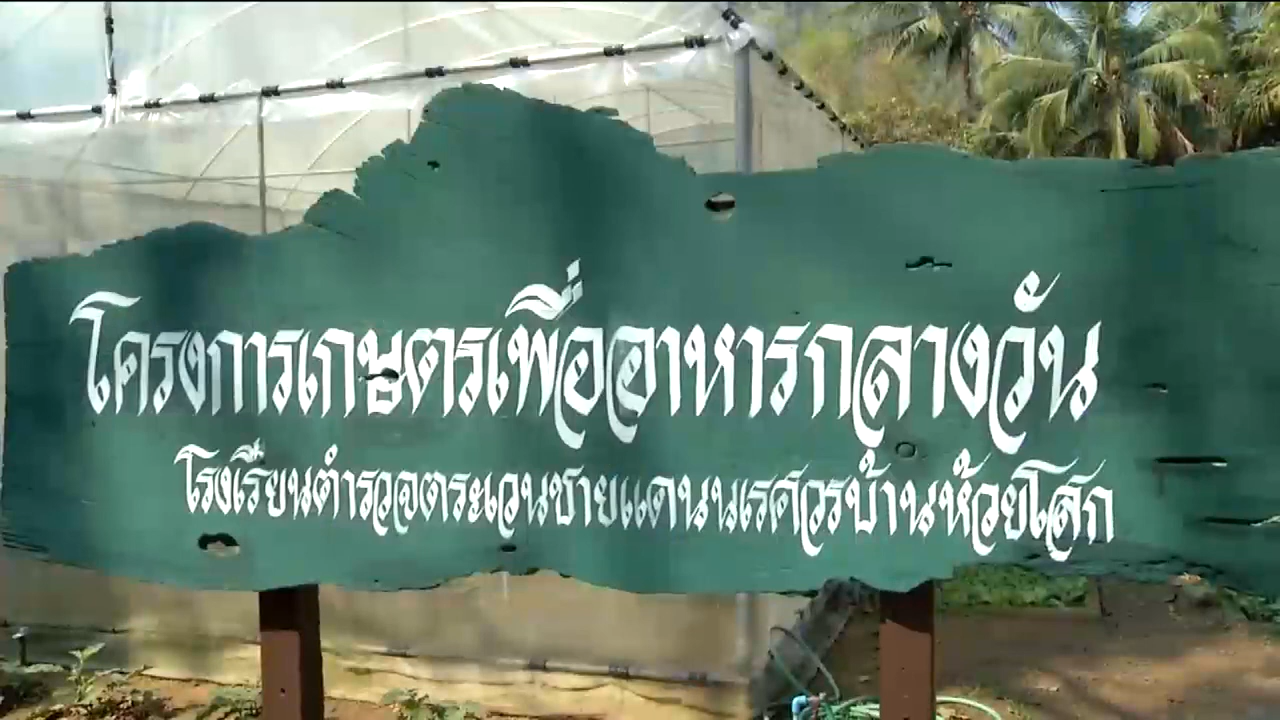 โครงการเกษตรเพื่ออาหารกลางวัน
โรงเรียนตำรวจตระเวนชายแดนนเรศวรบ้านห้วยโสก